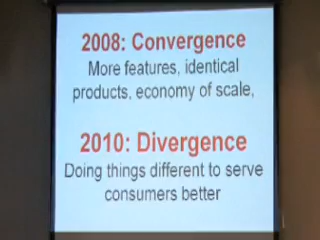 2008: Convergence
More features, identical
products, economy of scale,
2010: Divergence
Doing things different to serve
consumers better